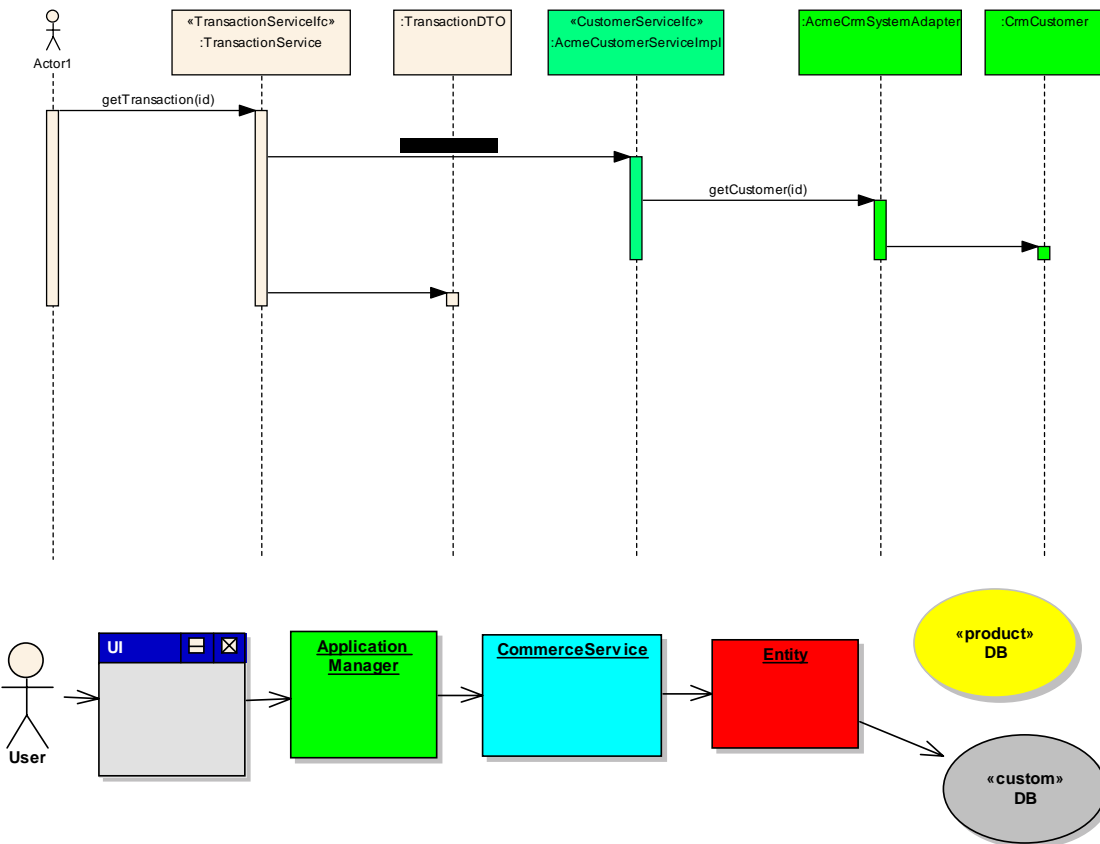 «TransactionServiceIfc»
:TransactionService
:TransactionDTO
«CustomerServiceIfc»
:AcmeCustomerServiceImpl
:AcmeCrmSystemAdapter
:CrmCustomer
Actor1
getTransaction(id)
getCustomer(id)
UI
Application
Manager
CommerceService
Entity
«product»
DB
User
«custom»
DB